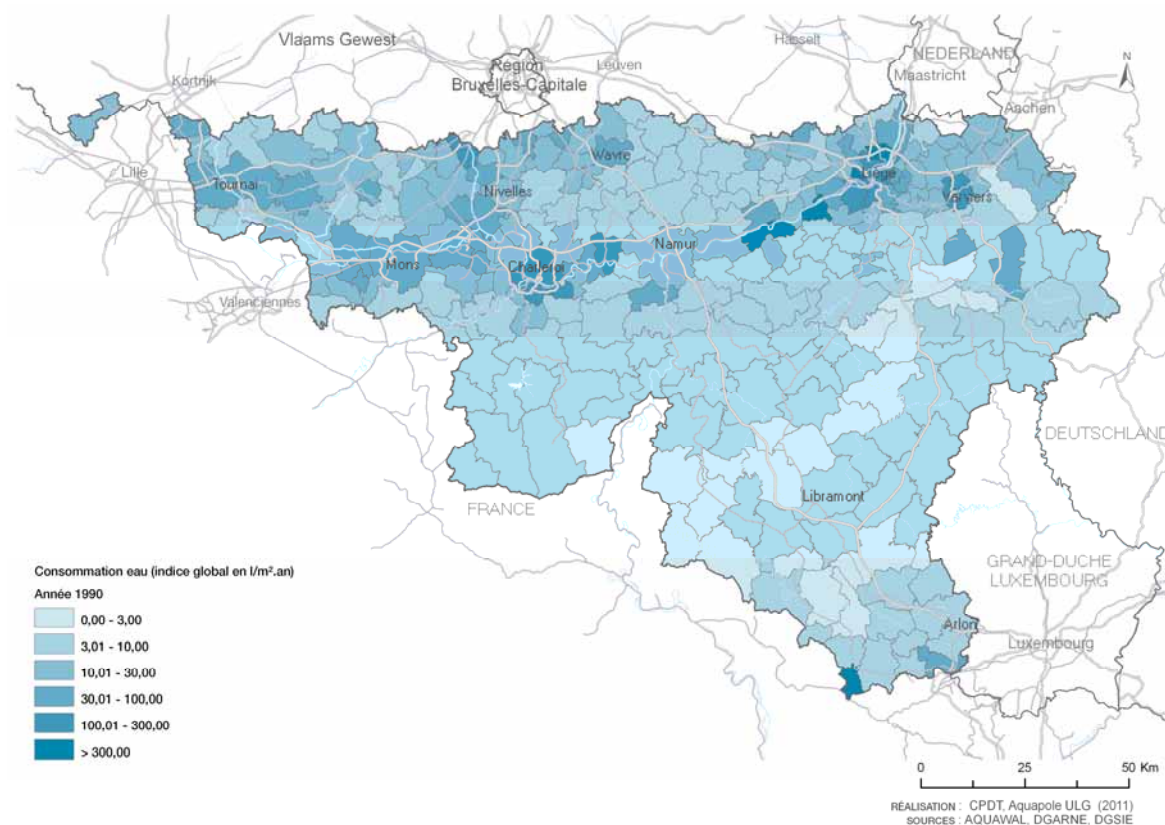 Vlaams Gewest
Hasselt
NEDERLAND
Kortrijk
Région
Bruxelles-Capitale
Leuven
Maastricht
N
Aachen
Lille
Tournai
Wavre
Liège
Nivelles
Verviers
Namur
Mons
Charleroi
Valenciennes
DEUTSCHLAND
Libramont
FRANCE
GRAND-DUCHE
LUXEMBOURG
Arlon
Luxembourg
Consommation eau (indice global en l/m².an)
Année 1990
0,00 - 3,00
3,01 - 10,00
10,01 - 30,00
30,01 - 100,00
100,01 - 300,00
> 300,00
0 25 50 Km
RÉALISATION : CPDT, Aquapole ULG (2011)
SOURCES : AQUAWAL, DGARNE, DGSIE